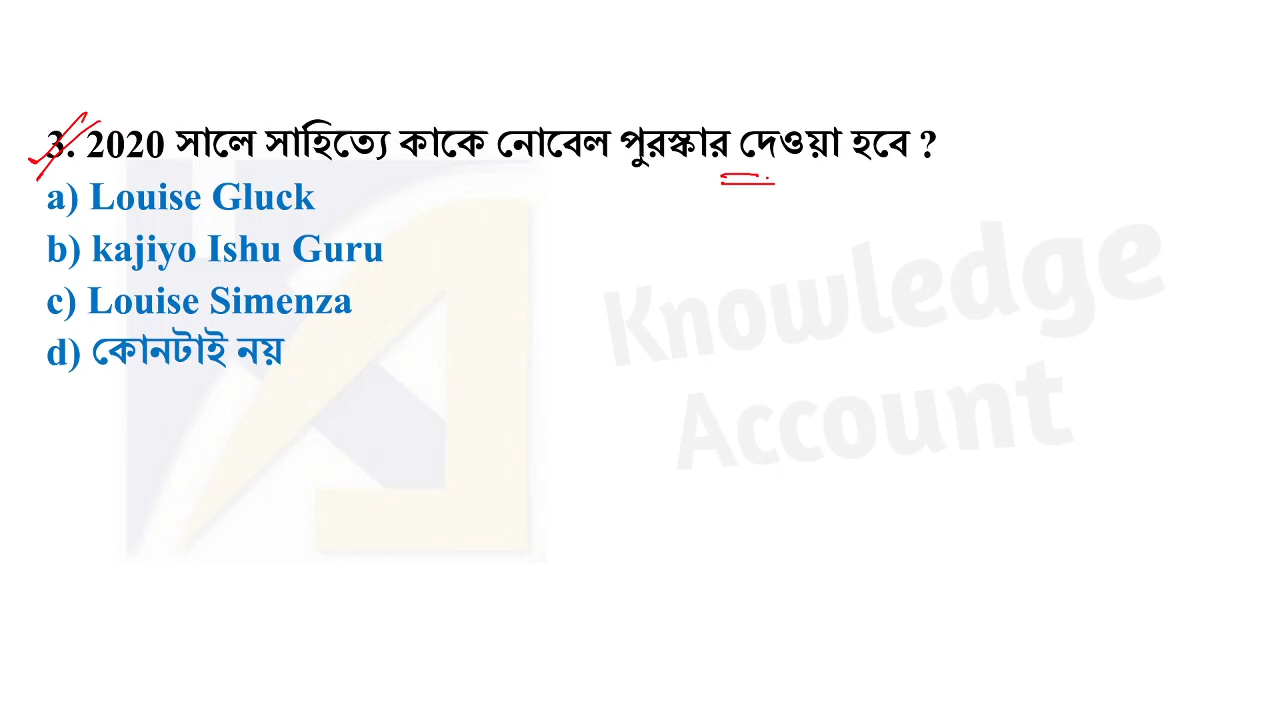 3. 2020 সালে সাহিত্যে কাকে নোবেল পুরস্কার দেওয়া হবে ?
a) Louise Gluck
b) kajiyo Ishu Guru
c) Louise Simenza
d) কোনটাই নয়
Knowledge
Account